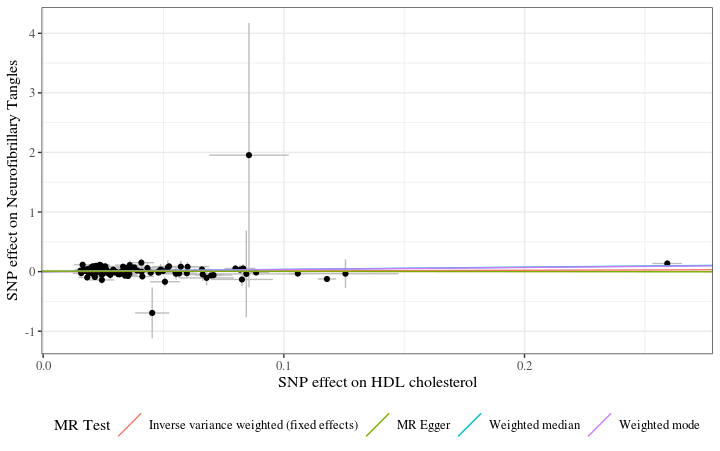 SNP effect on Neurofibrillary Tangles
4
3
2
1
0
-1
0.0
0.1
0.2
SNP effect on HDL cholesterol
MR Test
Inverse variance weighted (fixed effects)
MR Egger
Weighted median
Weighted mode